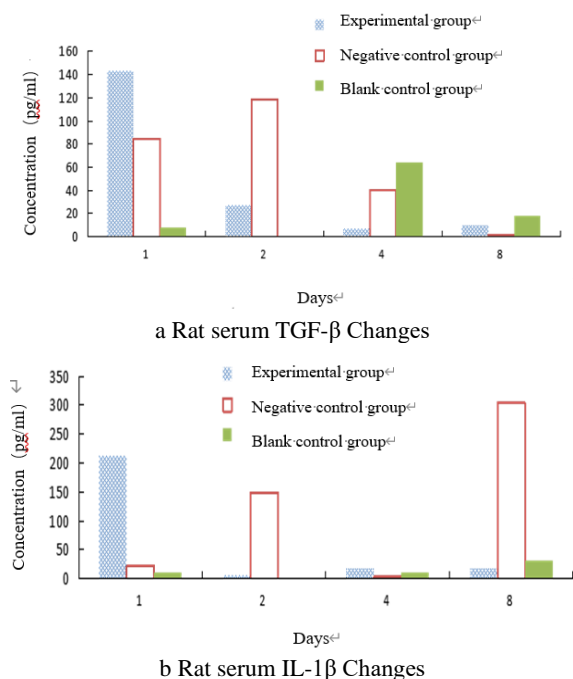 Experimental·group↵
Negative·control·group↵
Blank·control·group↵
Concentration (pg/ml)
160
140
120
100
80
60
40
20
0
1 2 4 8
Days↵
a Rat serum TGF-β Changes
Experimental·group↵
Negative·control·group↵
Blank·control·group↵
Concentration (pg/ml) ↵
350
300
250
200
150
100
50
0
1 2 4 8
Days↵
b Rat serum IL-1β Changes